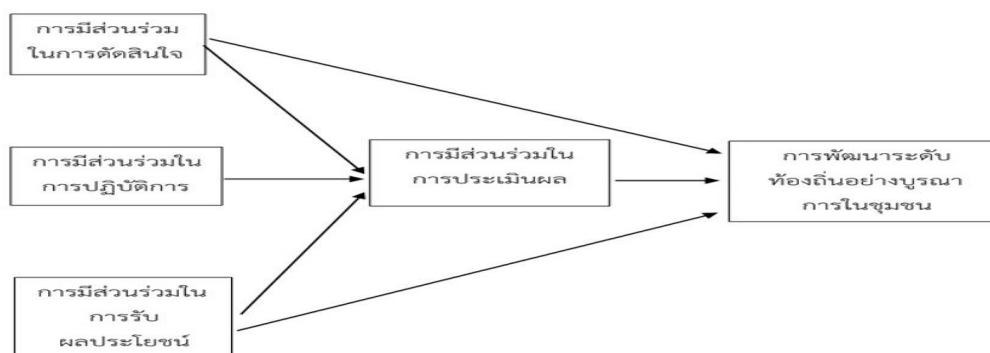 การมีส่วนร่วม
ในการตัดสินใจ
การมีส่วนร่วมใน
การปฏิบัติการ
การมีส่วนร่วมใน
การรับ
ผลประโยชน์
การมีส่วนร่วมใน
การประเมินผล
การพัฒนาระดับ
ท้องถิ่นอย่างบูรณา
การในชุมชน